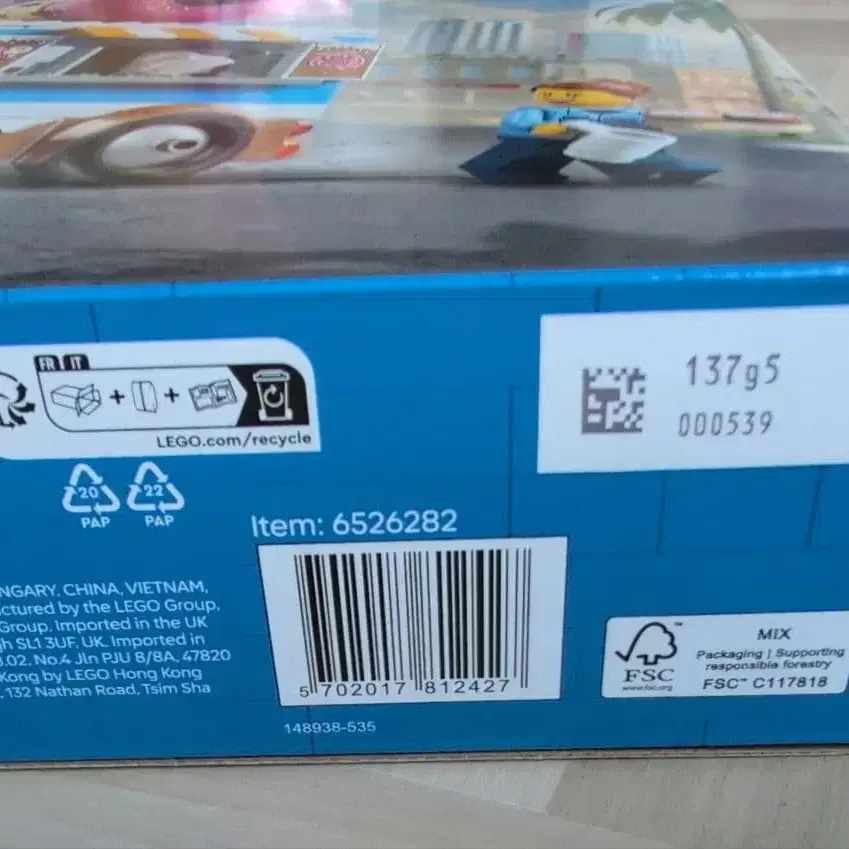 FR IT
LEGO.com/recycle
137g5
000539
20
PAP
22
PAP
Item: 6526282
NGARY, CHINA, VIETNAM,
ctured by the LEGO Group.
Group. Imported in the UK
h SL1 3UF, UK. Imported in
.02, No.4 Jln PJU 8/8A, 47820
Kong by LEGO Hong Kong
, 132 Nathan Road, Tsim Sha
5 702017 812427
148938-535
FSC
www.fsc.org
MIX
Packaging | Supporting
responsible forestry
FSC™ C117818